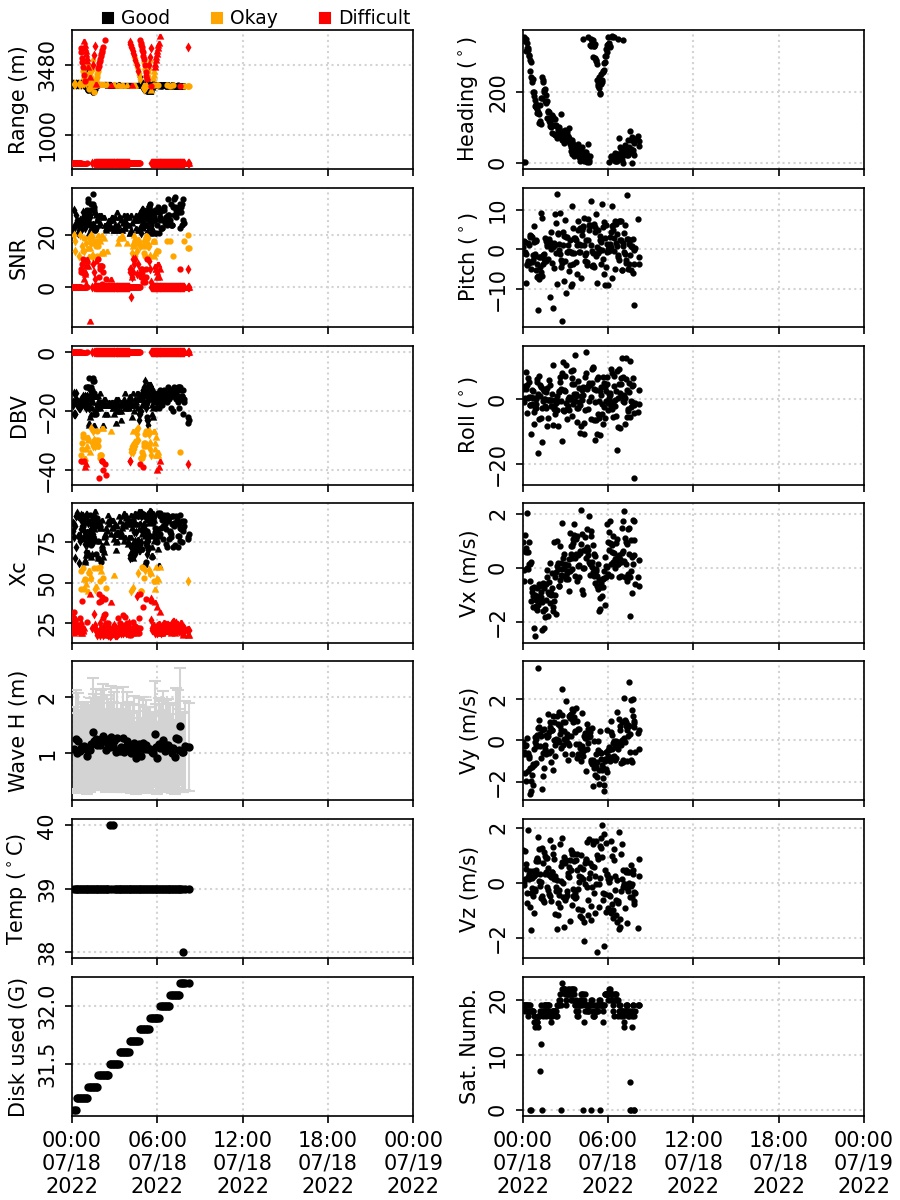 Good Okay Difficult
Range (m)
3480
1000
Heading (°)
200
0
SNR
20
0
Pitch (°)
10
0
−10
DBV
0
−20
−40
Roll (°)
0
−20
Xc
75
50
25
Vx (m/s)
2
0
−2
Wave H (m)
2
1
Vy (m/s)
2
0
−2
Temp (°C)
40
39
38
Vz (m/s)
2
0
−2
Disk used (G)
32.0
31.5
Sat. Numb.
20
10
0
00:00 06:00 12:00 18:00 00:00
07/18 07/18 07/18 07/18 07/19
2022 2022 2022 2022 2022
00:00 06:00 12:00 18:00 00:00
07/18 07/18 07/18 07/18 07/19
2022 2022 2022 2022 2022